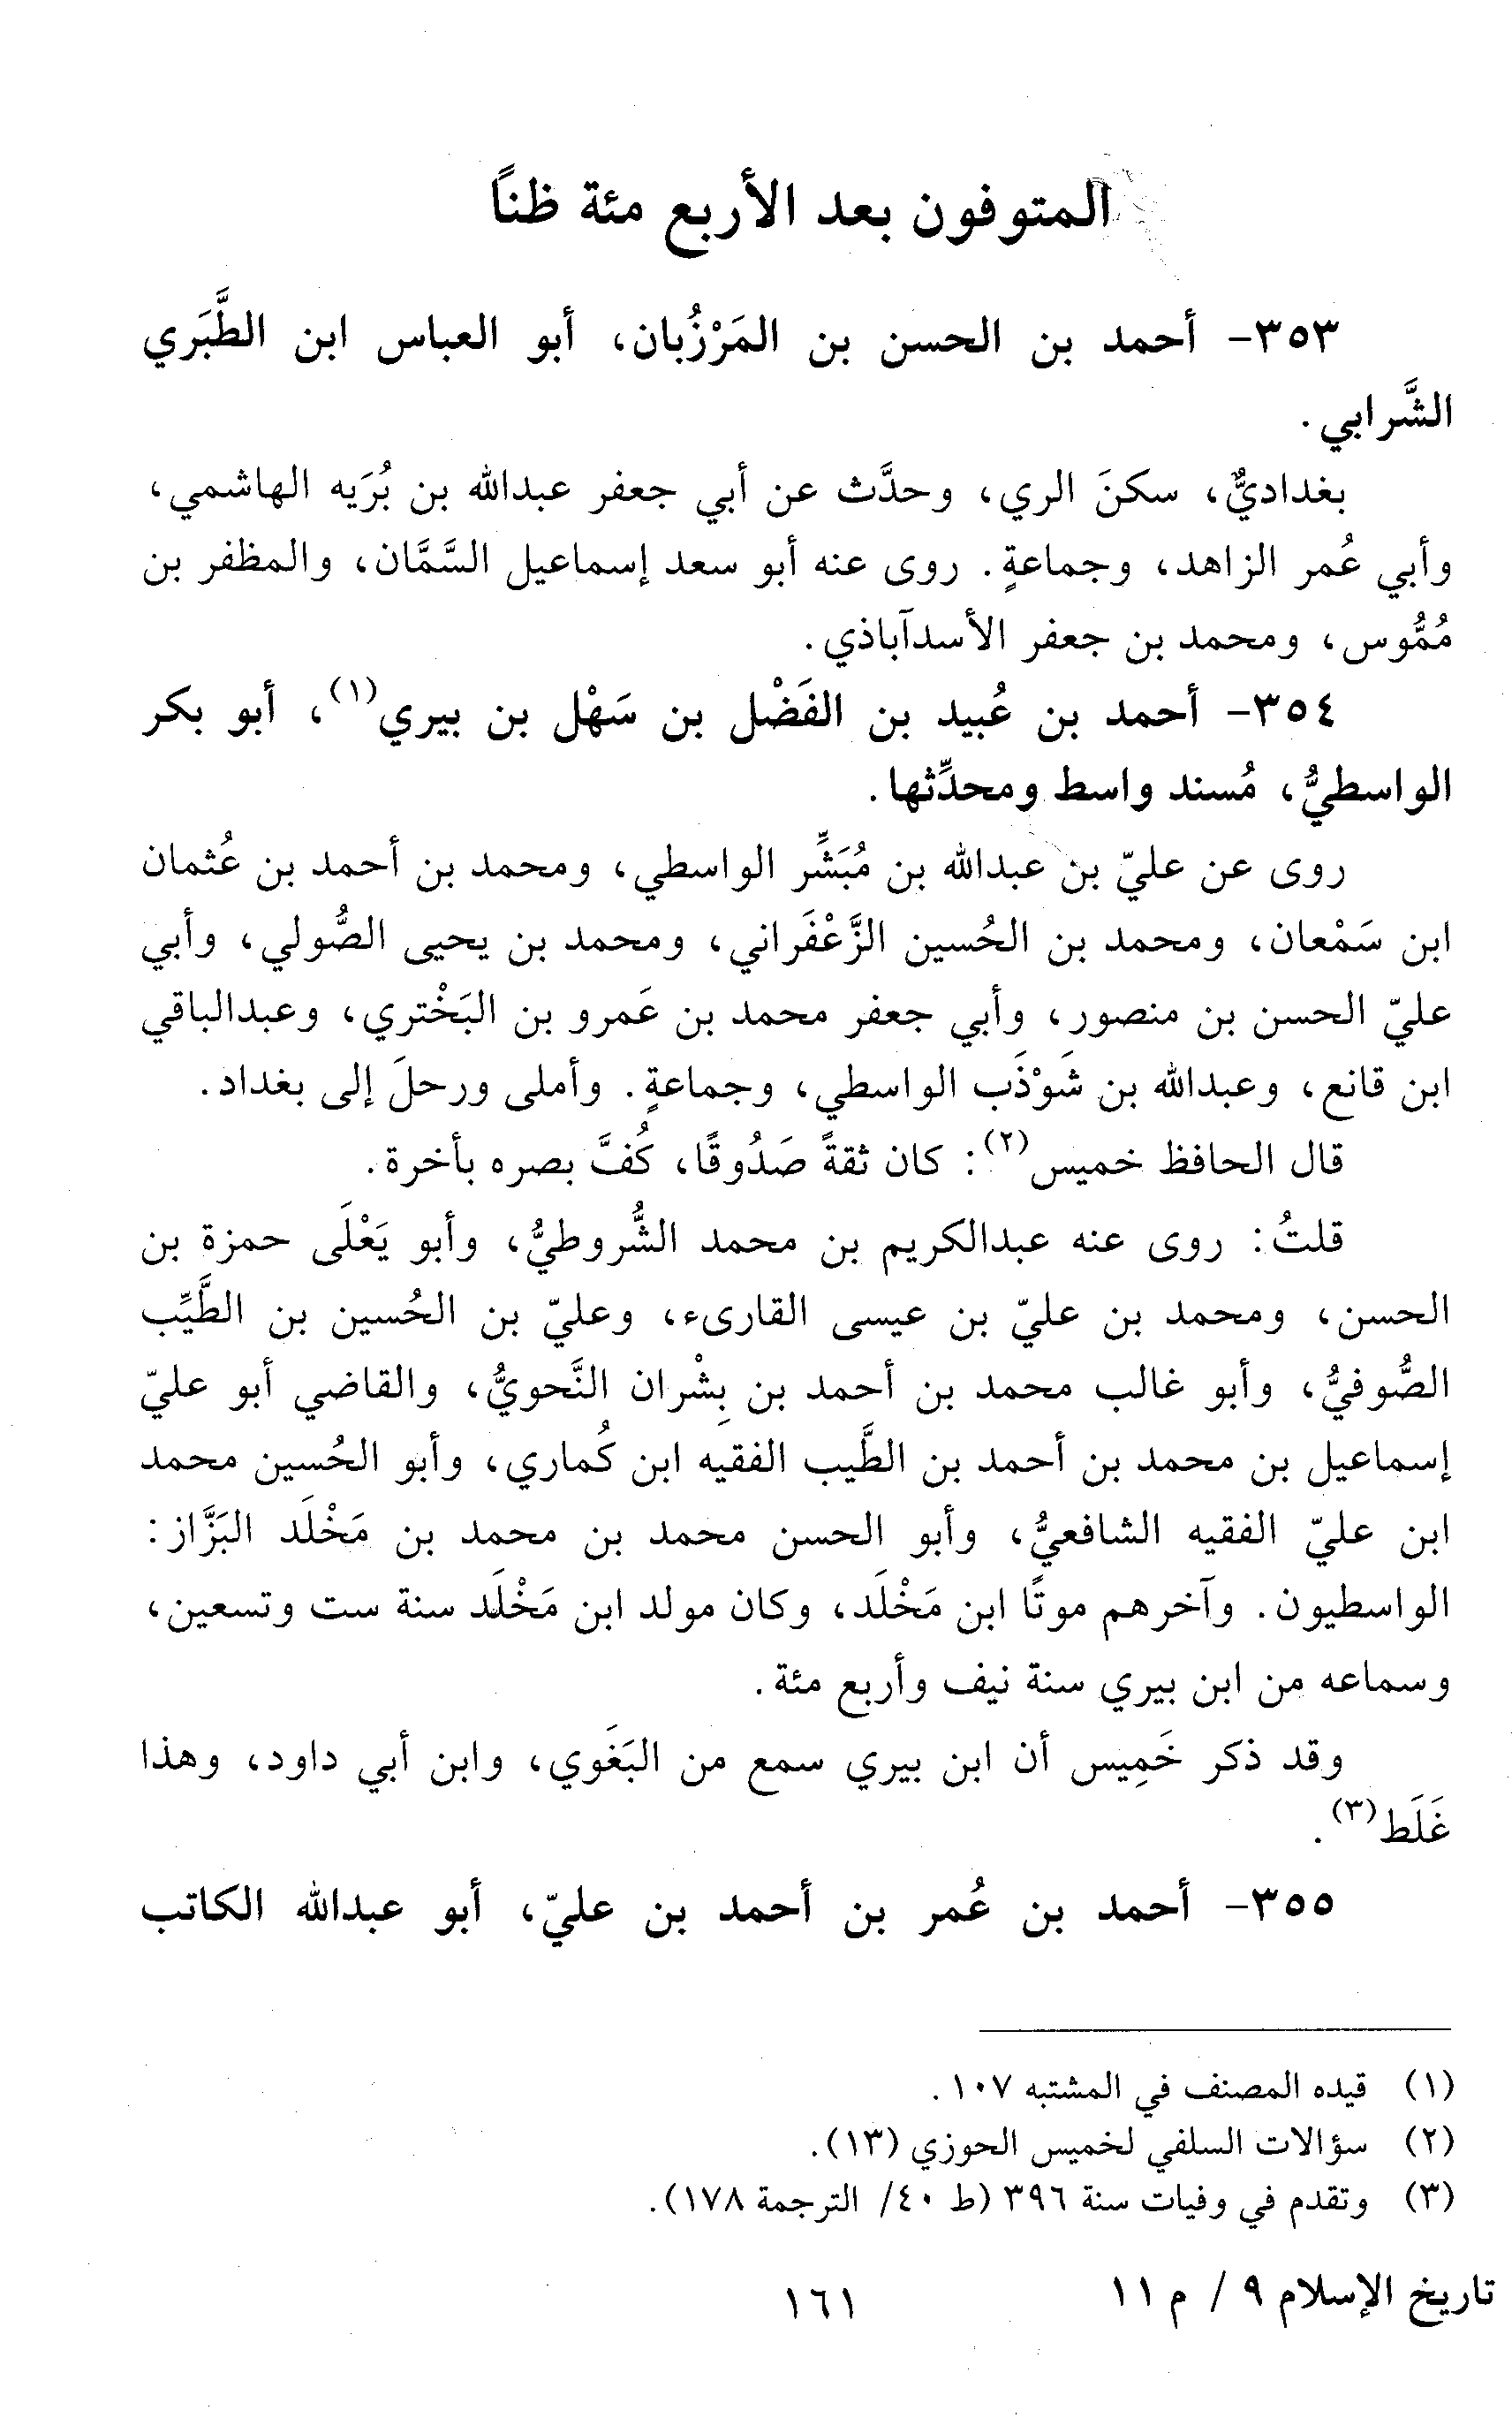 المتوفون بعد الأربع مئة ظناً
٣٥٣- أحمد بن الحسن بن المَرْزُبان، أبو العباس ابن الطَّبَري
الشَّرابي.
بغداديٌّ، سكنَ الري، وحدَّث عن أبي جعفر عبدالله بن بُرَيه الهاشمي،
وأبي عُمر الزاهد، وجماعةٍ. روى عنه أبو سعد إسماعيل السَّمَّان، والمظفر بن
مُمُّوس، ومحمد بن جعفر الأسدآباذي.
٣٥٤- أحمد بن عُبيد بن الفَضْل بن سَهْل بن بيري(١)، أبو بكر
الواسطيُّ، مُسند واسط ومحدِّثها.
روى عن عليّ بن عبدالله بن مُبَشِّر الواسطي، ومحمد بن أحمد بن عُثمان
ابن سَمْعان، ومحمد بن الحُسين الزَّعْفَراني، ومحمد بن يحيى الصُّولي، وأبي
عليّ الحسن بن منصور، وأبي جعفر محمد بن عَمرو بن البَخْتري، وعبدالباقي
ابن قانع، وعبدالله بن شَوْذَب الواسطي، وجماعةٍ. وأملى ورحلَ إلى بغداد.
قال الحافظ خميس(٢): كان ثقةً صَدُوقًا، كُفَّ بصره بأخرة.
قلتُ: روى عنه عبدالكريم بن محمد الشُّروطيُّ، وأبو يَعْلَى حمزة بن
الحسن، ومحمد بن عليّ بن عيسى القارىء، وعليّ بن الحُسين بن الطَّيِّب
الصُّوفيُّ، وأبو غالب محمد بن أحمد بن بِشْران النَّحويُّ، والقاضي أبو عليّ
إسماعيل بن محمد بن أحمد بن الطَّيب الفقيه ابن كُماري، وأبو الحُسين محمد
ابن عليّ الفقيه الشافعيُّ، وأبو الحسن محمد بن محمد بن مَخْلَد البَزَّاز:
الواسطيون. وآخرهم موتًا ابن مَخْلَد، وكان مولد ابن مَخْلَد سنة ست وتسعين،
وسماعه من ابن بيري سنة نيف وأربع مئة.
وقد ذكر خَمِيس أن ابن بيري سمع من البَغَوي، وابن أبي داود، وهذا
غَلَط(٣).
٣٥٥- أحمد بن عُمر بن أحمد بن عليّ، أبو عبدالله الكاتب
(١) قيده المصنف في المشتبه ١٠٧.
(٢) سؤالات السلفي لخميس الحوزي (١٣).
(٣) وتقدم في وفيات سنة ٣٩٦ (ط ٤٠/ الترجمة ١٧٨).
تاريخ الإسلام ٩ / م ١١
١٦١